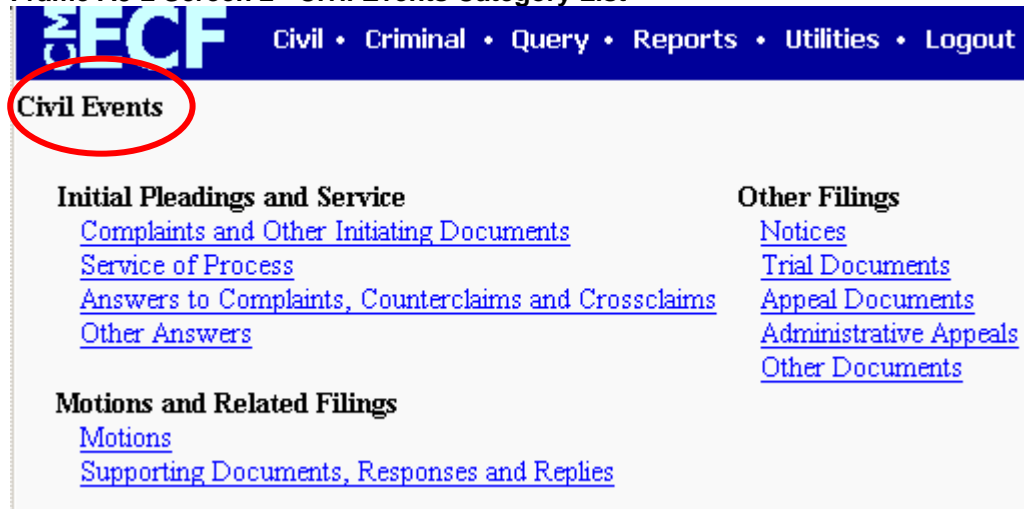 CM
ECF Civil • Criminal • Query • Reports • Utilities • Logout
Civil Events
Initial Pleadings and Service
Complaints and Other Initiating Documents
Service of Process
Answers to Complaints, Counterclaims and Crossclaims
Other Answers
Motions and Related Filings
Motions
Supporting Documents, Responses and Replies
Other Filings
Notices
Trial Documents
Appeal Documents
Administrative Appeals
Other Documents